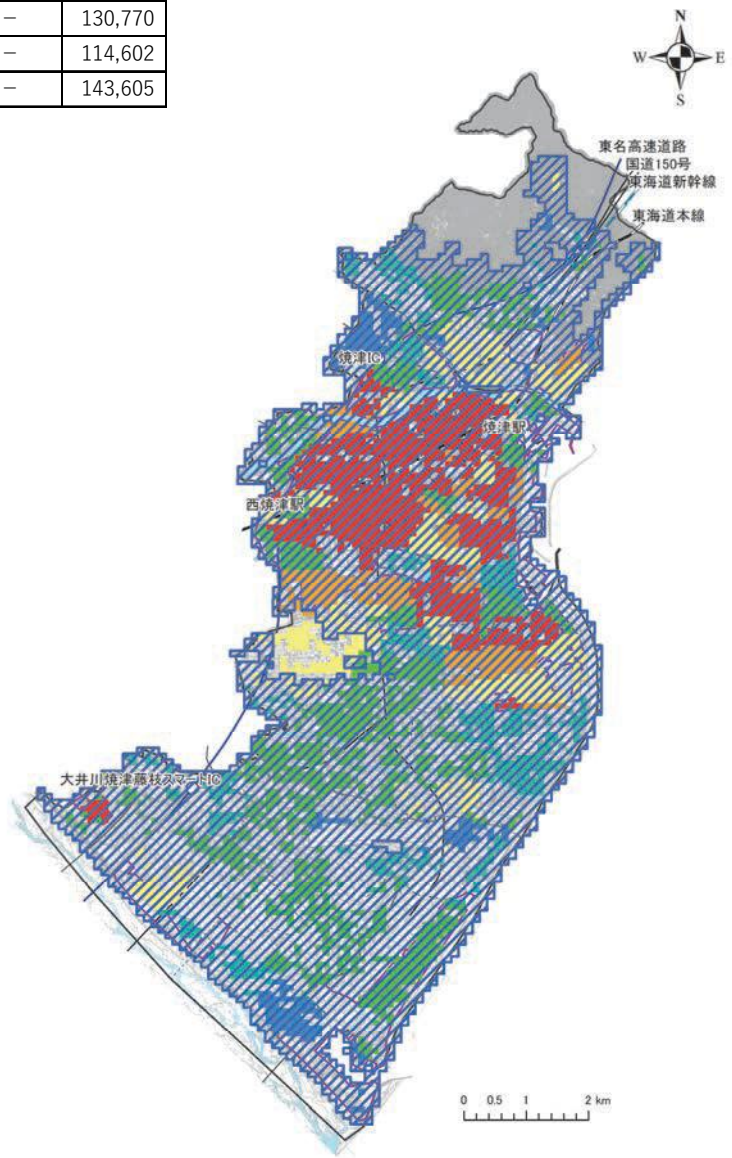 － 130,770
－ 114,602
－ 143,605
N
W E
S
東名高速道路
国道150号
東海道新幹線
東海道本線
焼津IC
焼津駅
西焼津駅
大井川焼津藤枝スマートIC
0 0.5 1 2 km